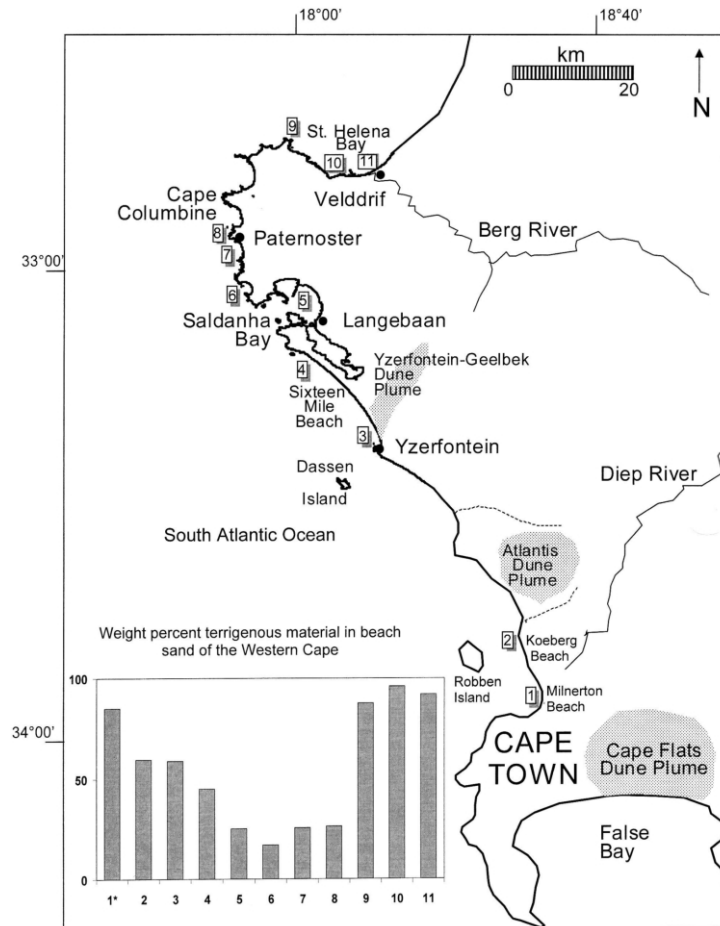 18°00'
18°40'
km
0
20
N
9
St. Helena
Bay
10
11
Velddrif
Cape
Columbine
Berg River
8
Paternoster
7
33°00'
6
5
Saldanha
Bay
Langebaan
Yzerfontein-Geelbek
Dune
Plume
4
Sixteen
Mile
Beach
3
Yzerfontein
Dassen
Island
Diep River
South Atlantic Ocean
Atlantis
Dune
Plume
2
Koeberg
Beach
Robben
Island
1
Milnerton
Beach
34°00'
CAPE
TOWN
Cape Flats
Dune Plume
False
Bay
Weight percent terrigenous material in beach
sand of the Western Cape
100
50
0
1* 2 3 4 5 6 7 8 9 10 11